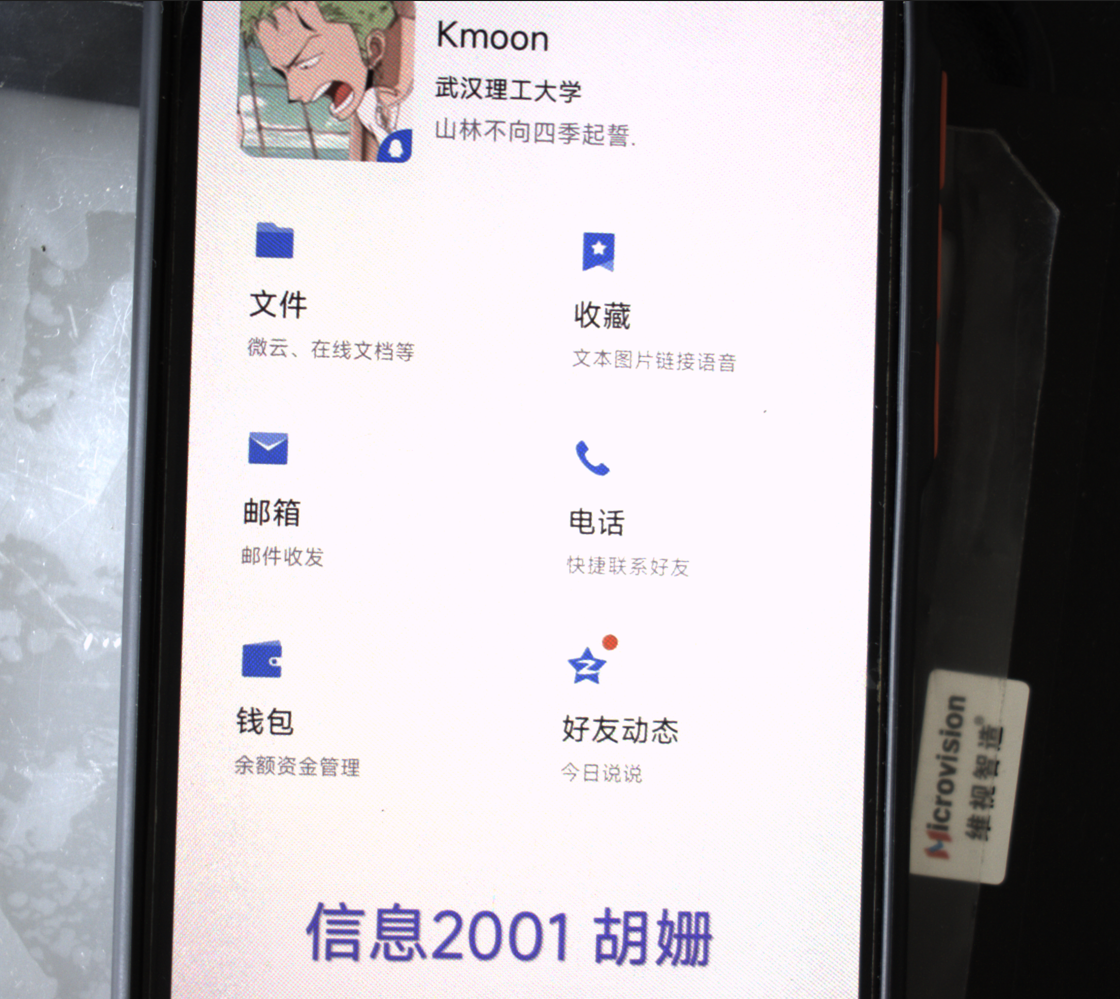 Kmoon
武汉理工大学
山林不向四季起誓.
文件
微云、在线文档等
收藏
文本图片链接语音
邮箱
邮件收发
电话
快捷联系好友
钱包
余额资金管理
好友动态
今日说说
信息2001 胡姗
Microvision
维视智造®